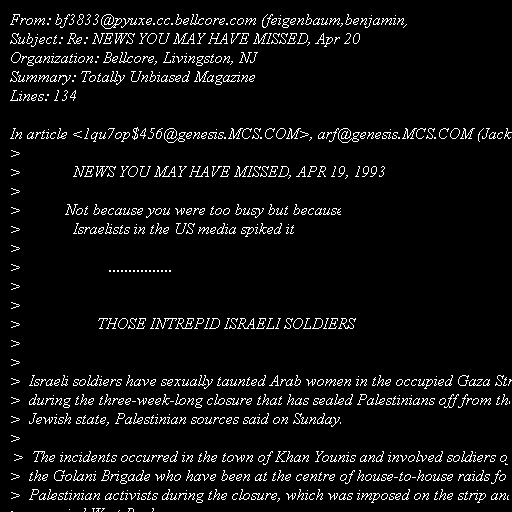 From: bf3833@pyuxe.cc.bellcore.com (feigenbaum,benjamin)
Subject: Re: NEWS YOU MAY HAVE MISSED, Apr 20
Organization: Bellcore, Livingston, NJ
Summary: Totally Unbiased Magazine
Lines: 134

In article <1qu7op$456@genesis.MCS.COM>, arf@genesis.MCS.COM (Jack
>
> NEWS YOU MAY HAVE MISSED, APR 19, 1993
>
> Not because you were too busy but because
> Israelists in the US media spiked it
>
> ................
>
>
> THOSE INTREPID ISRAELI SOLDIERS
>
>
> Israeli soldiers have sexually taunted Arab women in the occupied Gaza Str
> during the three-week-long closure that has sealed Palestinians off from the
> Jewish state, Palestinian sources said on Sunday.
>
> The incidents occurred in the town of Khan Younis and involved soldiers o
> the Golani Brigade who have been at the centre of house-to-house raids fo
> Palestinian activists during the closure, which was imposed on the strip and